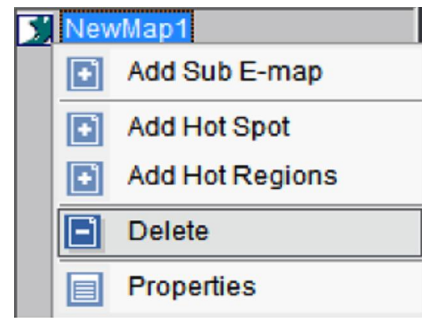 NewMap1
Add Sub E-map
Add Hot Spot
Add Hot Regions
Delete
Properties